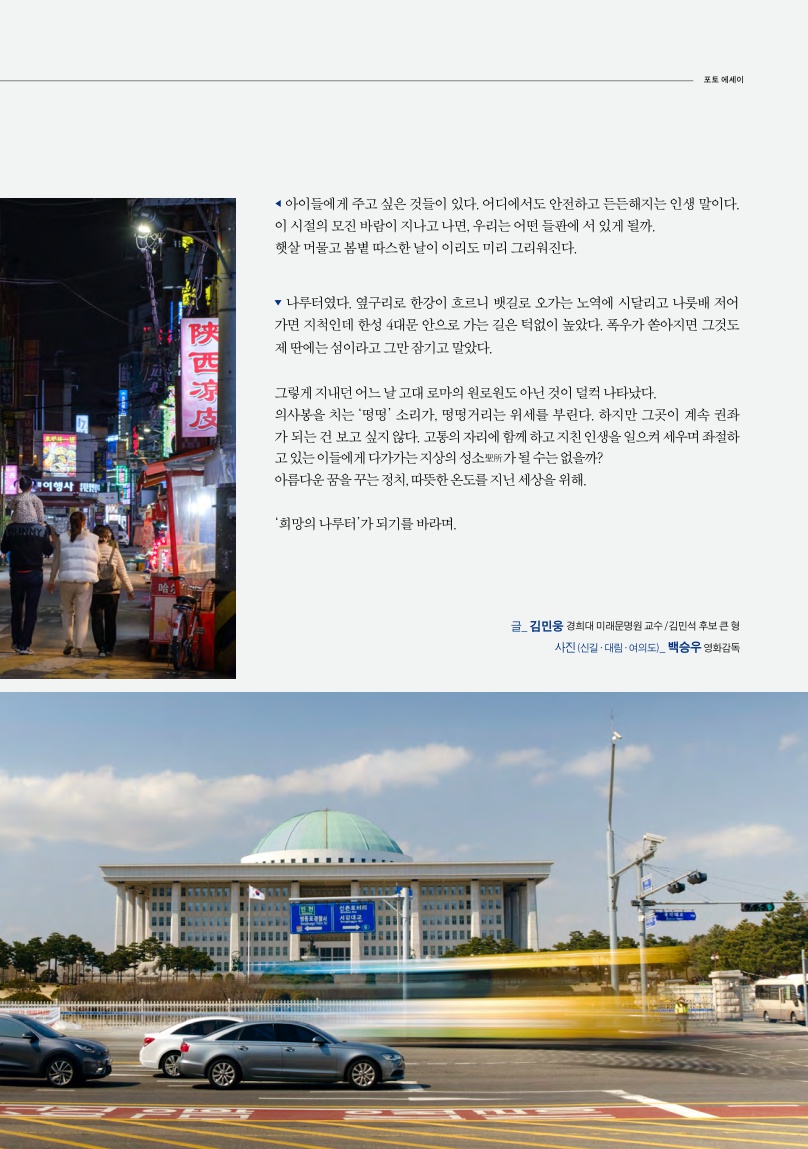 포토 에세이
◀ 아이들에게 주고 싶은 것들이 있다. 어디에서도 안전하고 든든해지는 인생 말이다.
이 시절의 모진 바람이 지나고 나면, 우리는 어떤 들판에 서 있게 될까.
햇살 머물고 봄볕 따스한 날이 이리도 미리 그리워진다.
▼ 나루터였다. 옆구리로 한강이 흐르니 뱃길로 오가는 노역에 시달리고 나룻배 저어
가면 지척인데 한성 4대문 안으로 가는 길은 턱없이 높았다. 폭우가 쏟아지면 그것도
제 딴에는 섬이라고 그만 잠기고 말았다.
그렇게 지내던 어느 날 고대 로마의 원로원도 아닌 것이 덜컥 나타났다.
의사봉을 치는 ‘떵떵’ 소리가, 떵떵거리는 위세를 부린다. 하지만 그곳이 계속 권좌
가 되는 건 보고 싶지 않다. 고통의 자리에 함께 하고 지친 인생을 일으켜 세우며 좌절하
고 있는 이들에게 다가가는 지상의 성소聖所가 될 수는 없을까?
아름다운 꿈을 꾸는 정치, 따뜻한 온도를 지닌 세상을 위해.
‘희망의 나루터’가 되기를 바라며.
글_ 김민웅 경희대 미래문명원 교수 / 김민석 후보 큰 형
사진 (신길 · 대림 · 여의도)_ 백승우 영화감독
陕西凉皮
여행사
영등포경찰서
신촌로터리
서강대교